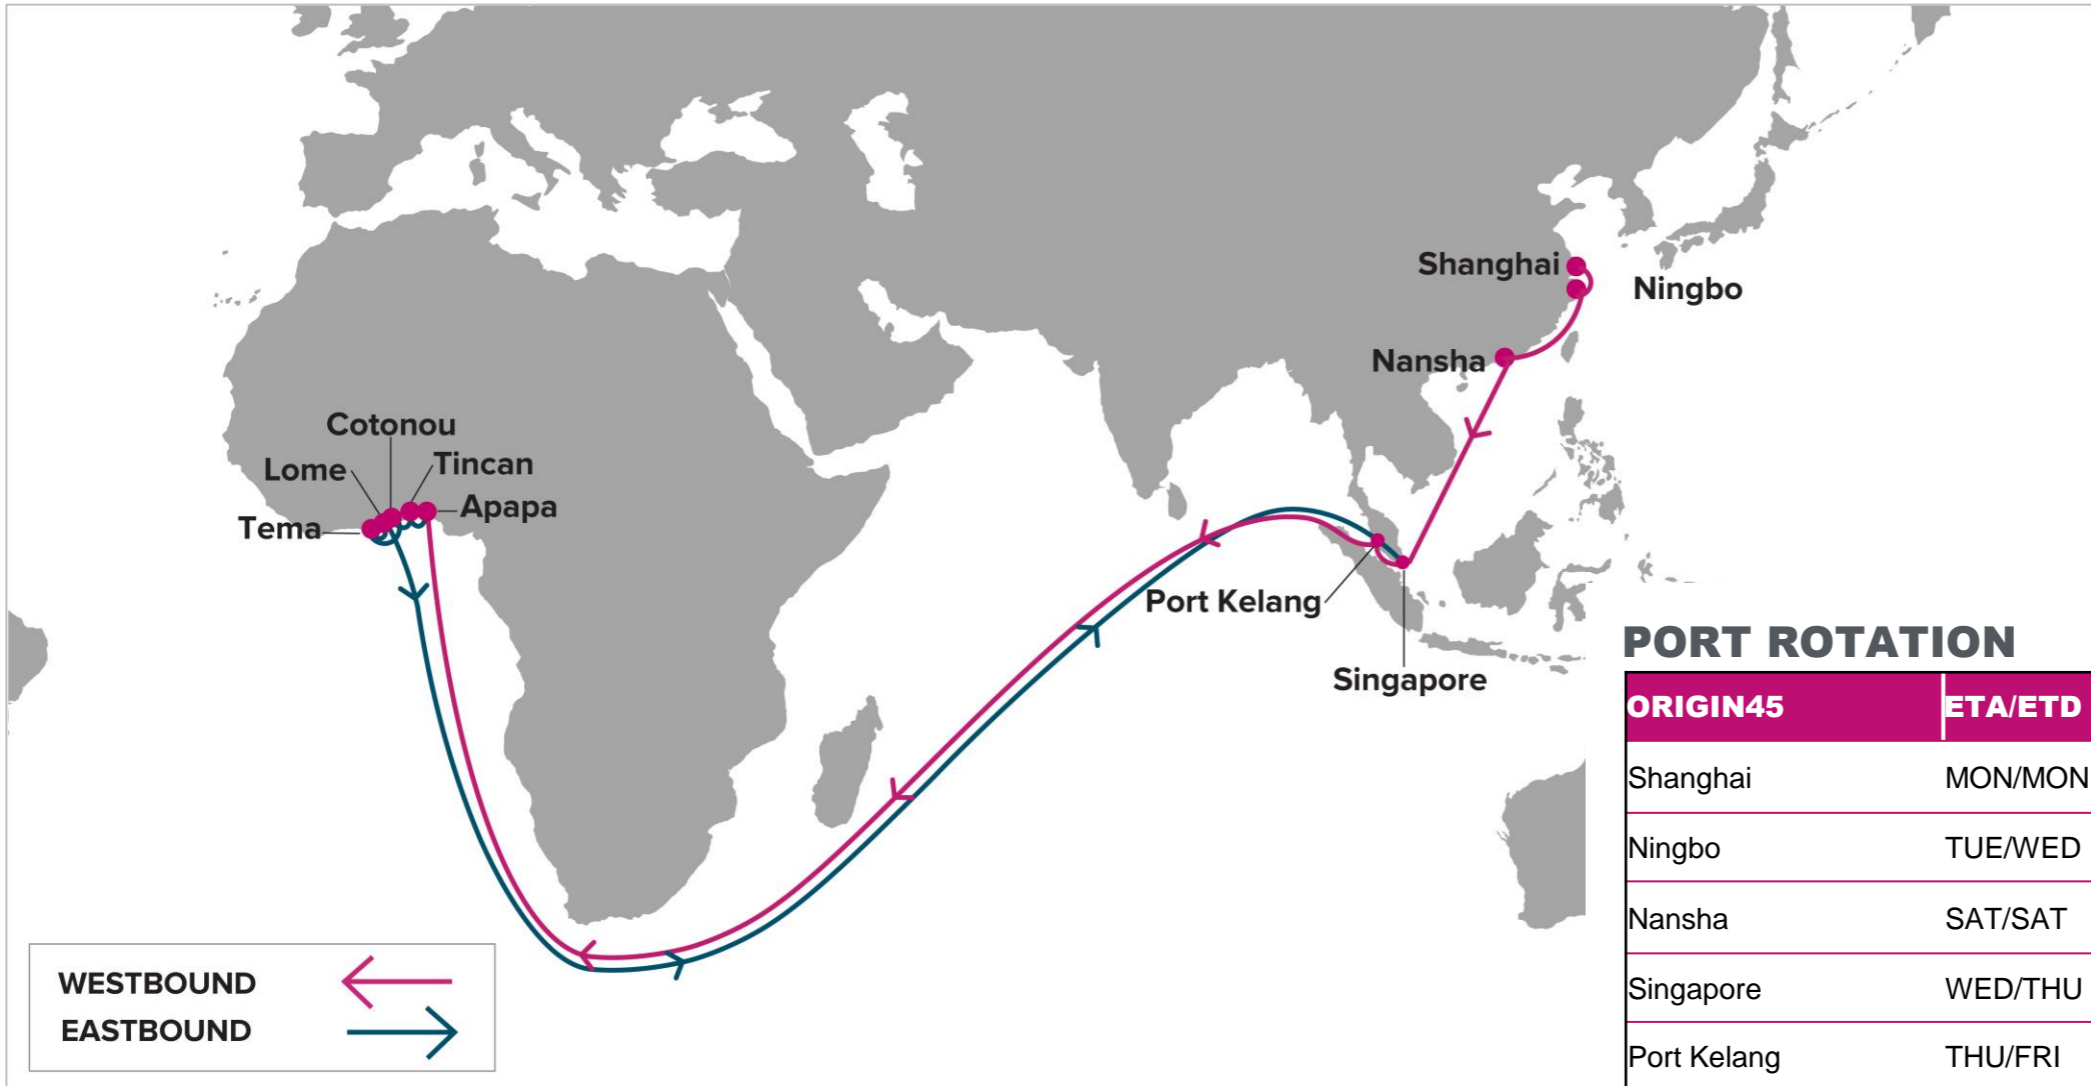 Shanghai
Ningbo
Nansha
Cotonou
Lome
Tincan
Apapa
Tema
Port Kelang
Singapore
WESTBOUND
EASTBOUND
PORT ROTATION
ORIGIN45 ETA/ETD
Shanghai MON/MON
Ningbo TUE/WED
Nansha SAT/SAT
Singapore WED/THU
Port Kelang THU/FRI